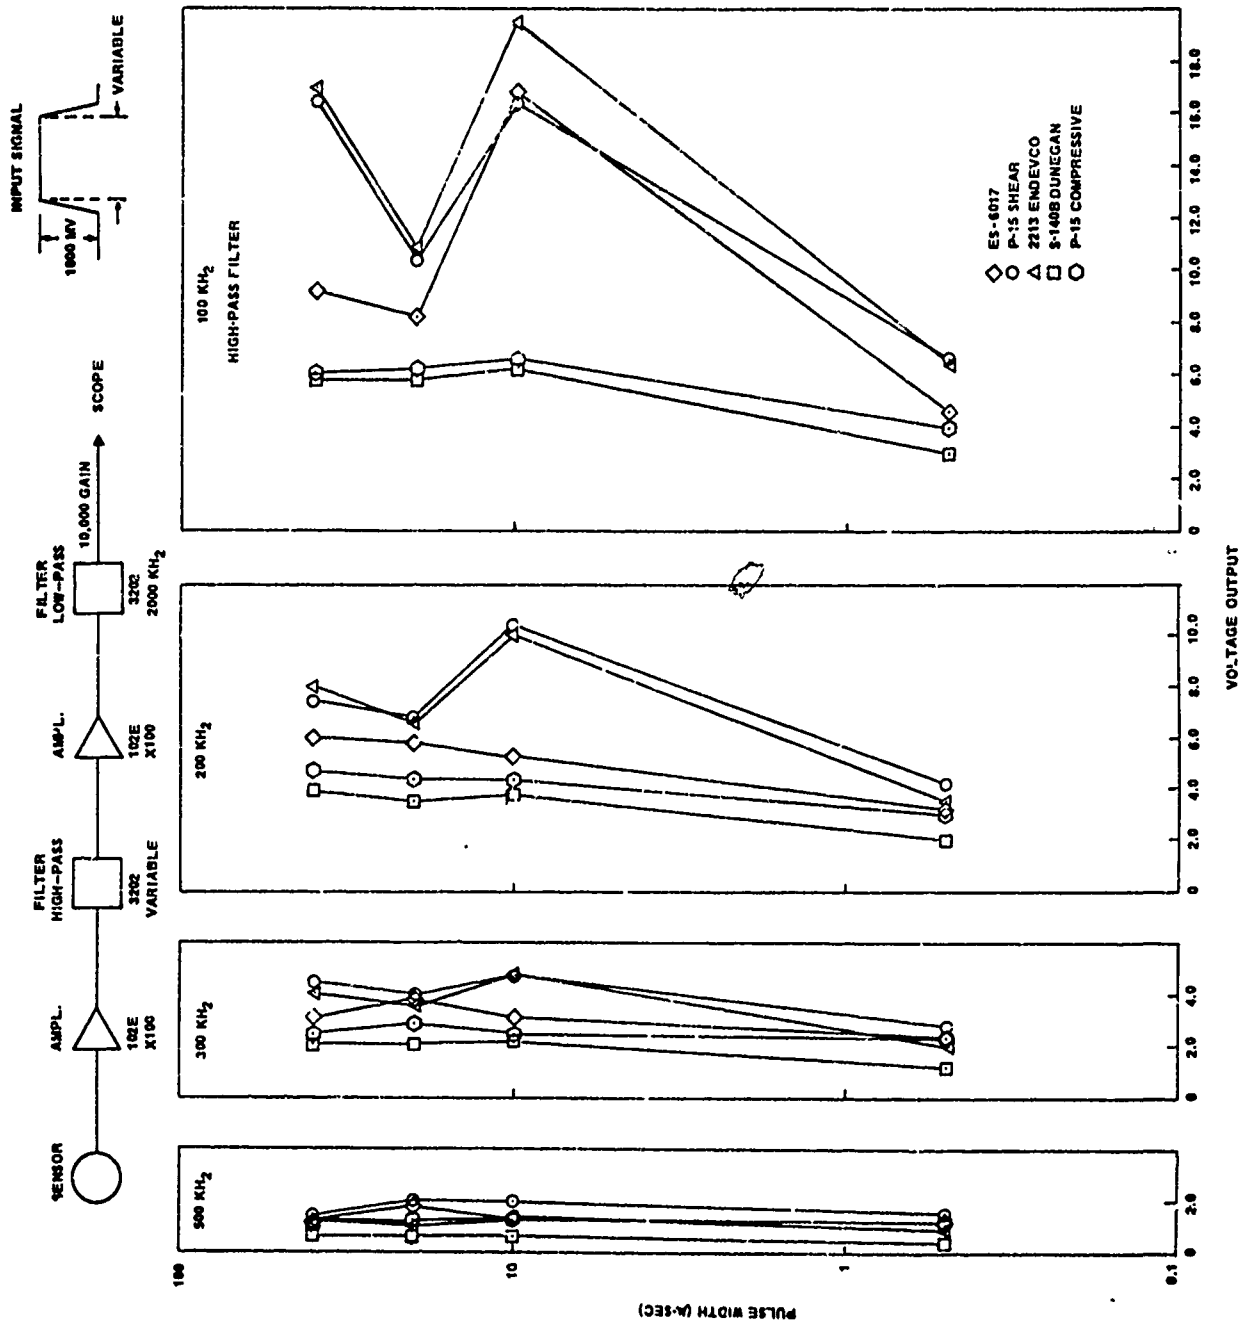 SENSOR
AMPL.
102E
X100
FILTER
HIGH-PASS
3202
VARIABLE
AMPL.
102E
X100
FILTER
LOW-PASS
3202
2000 KH2
10,000 GAIN
SCOPE
INPUT SIGNAL
1800 MV
VARIABLE
500 KH2
300 KH2
200 KH2
100 KH2
HIGH-PASS FILTER
ES-6017
P-15 SHEAR
2213 ENDEVCO
S-140B DUNEGAN
P-15 COMPRESSIVE
PULSE WIDTH (µ-SEC)
100
10
1
0.1
0
2.0
0
2.0
4.0
0
2.0
4.0
6.0
8.0
10.0
0
2.0
4.0
6.0
8.0
10.0
12.0
14.0
16.0
18.0
VOLTAGE OUTPUT